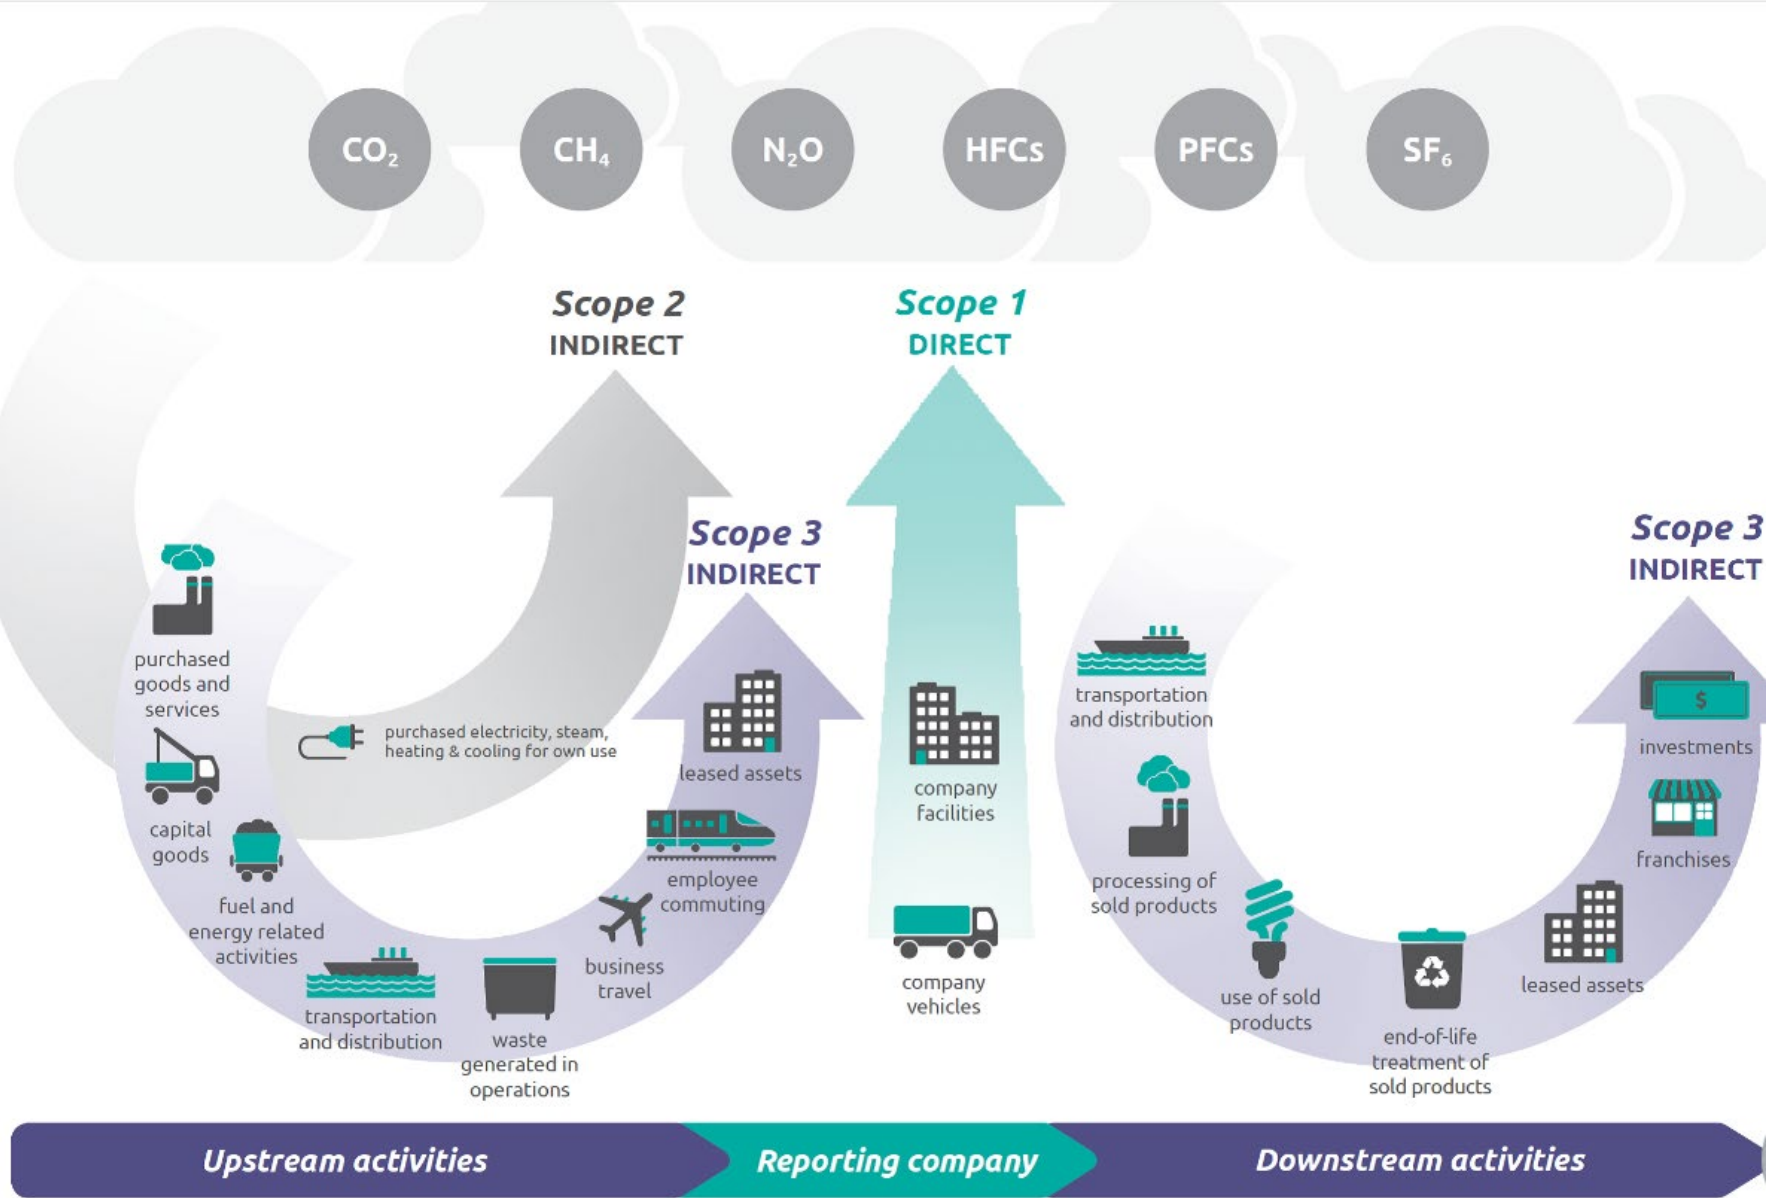 CO₂
CH₄
N₂O
HFCs
PFCs
SF₆
Scope 2
INDIRECT
Scope 1
DIRECT
Scope 3
INDIRECT
Scope 3
INDIRECT
purchased
goods and
services
capital
goods
fuel and
energy related
activities
transportation
and distribution
waste
generated in
operations
business
travel
employee
commuting
leased assets
purchased electricity, steam,
heating & cooling for own use
company
facilities
company
vehicles
transportation
and distribution
processing of
sold products
use of sold
products
end-of-life
treatment of
sold products
leased assets
franchises
$
investments
Upstream activities
Reporting company
Downstream activities